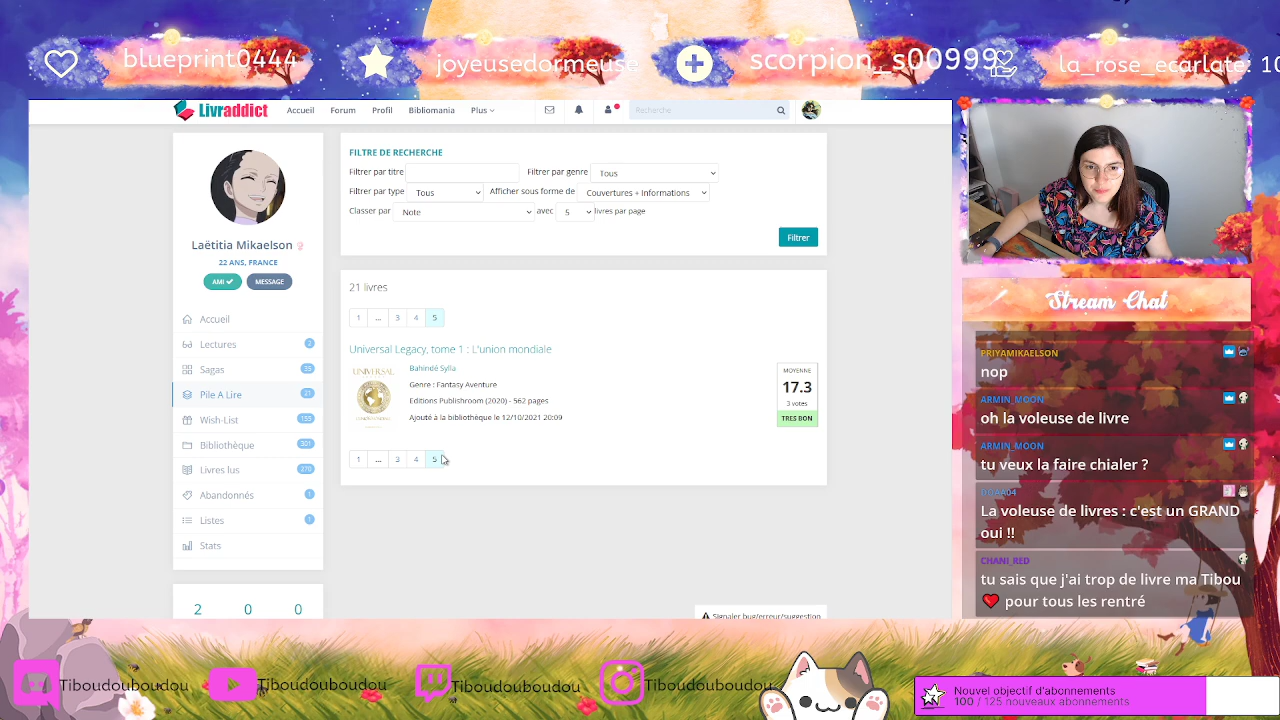 blueprint0444
joyeusedormeuse
scorpion_s00999
la_rose_ecarlate: 10
Livraddict
Accueil
Forum
Profil
Bibliomania
Plus
Recherche
Laëtitia Mikaelson
22 ANS, FRANCE
AMI
MESSAGE
Accueil
Lectures 2
Sagas 35
Pile A Lire 21
Wish-List 155
Bibliothèque 301
Livres lus 270
Abandonnés 1
Listes 1
Stats
2 0 0
FILTRE DE RECHERCHE
Filtrer par titre
Filtrer par genre Tous
Filtrer par type Tous
Afficher sous forme de Couvertures + Informations
Classer par Note avec 5 livres par page
Filtrer
21 livres
1 ... 3 4 5
Universal Legacy, tome 1 : L'union mondiale
UNIVERSAL
Bahindé Sylla
Genre : Fantasy Aventure
Editions Publishroom (2020) - 562 pages
Ajouté à la bibliothèque le 12/10/2021 20:09
MOYENNE
17.3
3 votes
TRES BON
1 ... 3 4 5
Signaler bug/erreur/suggestion
Stream Chat
PRIYAMIKAELSON
nop
ARMIN_MOON
oh la voleuse de livre
ARMIN_MOON
tu veux la faire chialer ?
La voleuse de livres : c'est un GRAND
oui !!
CHANI_RED
tu sais que j'ai trop de livre ma Tibou
❤ pour tous les rentré
Tiboudouboudou
Tiboudouboudou
Tiboudouboudou
Tiboudouboudou
Nouvel objectif d'abonnements
100 / 125 nouveaux abonnements